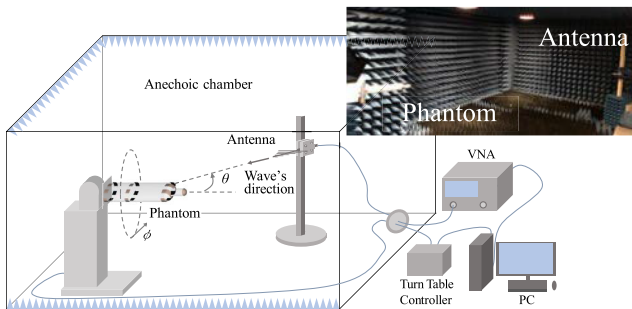 Antenna
Phantom
Anechoic chamber
Antenna
VNA
θ
Wave's
direction
Phantom
ϕ
Turn Table
Controller
PC